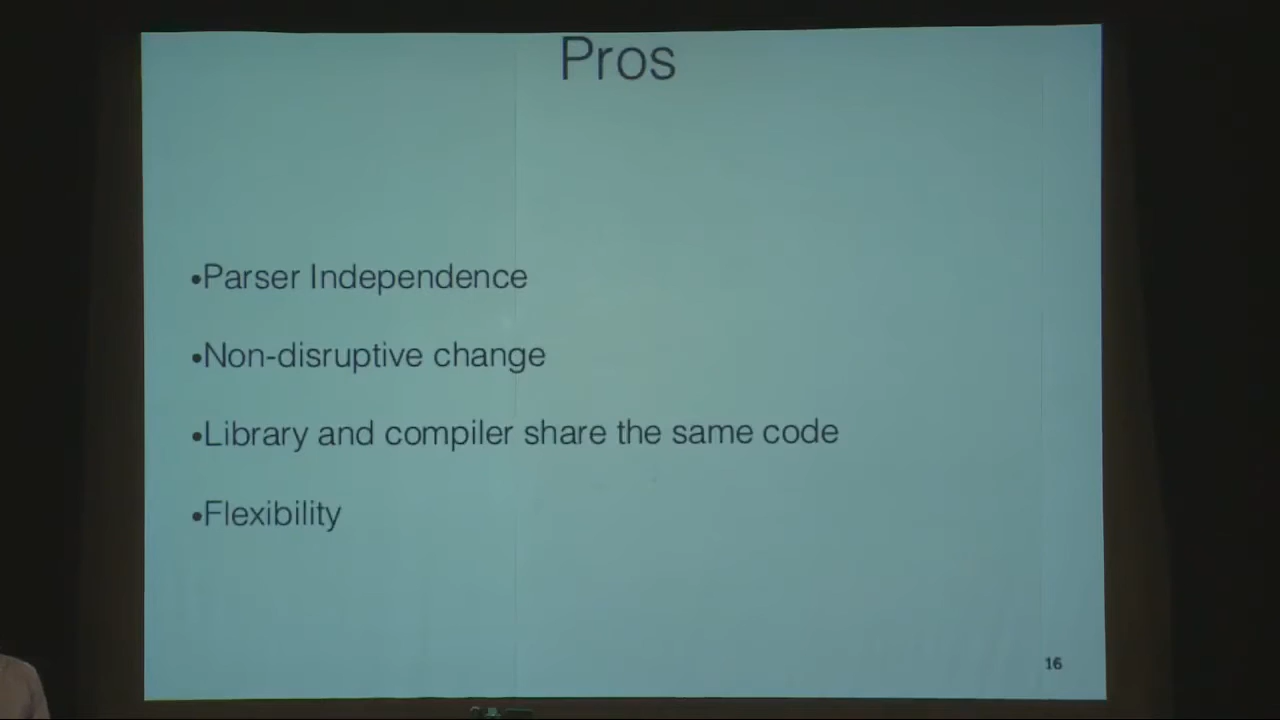 Pros
•Parser Independence
•Non-disruptive change
•Library and compiler share the same code
•Flexibility
16